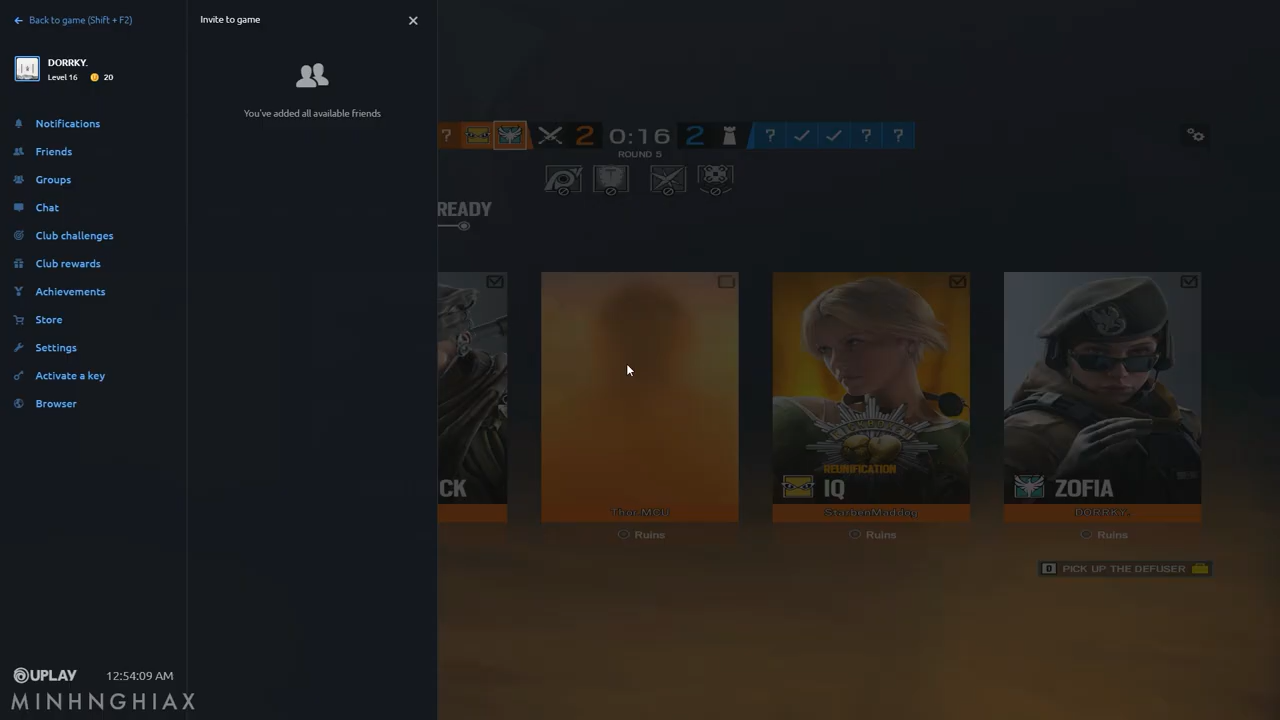 Back to game (Shift + F2)
Invite to game
DORRKY.
Level 16
20
You've added all available friends
Notifications
Friends
Groups
Chat
Club challenges
Club rewards
Achievements
Store
Settings
Activate a key
Browser
? 2 0:16 2 ? ? ?
ROUND 5
READY
CK
IQ
REUNIFICATION
ZOFIA
DORRKY.
Ruins
Ruins
Ruins
PICK UP THE DEFUSER
UPLAY
12:54:09 AM
MINHNGHIAX